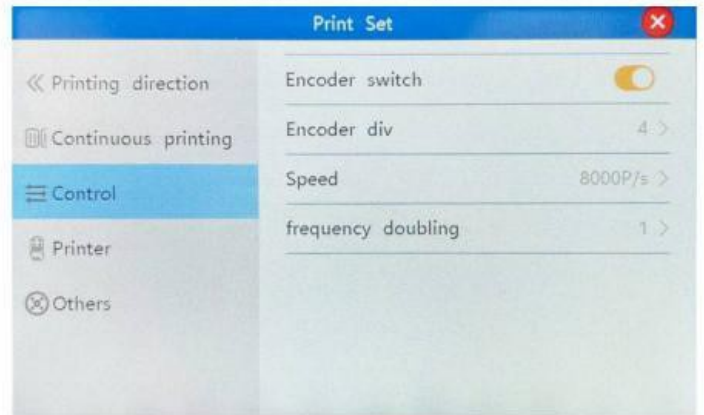 Print Set
Printing direction
Continuous printing
Control
Printer
Others
Encoder switch
Encoder div 4 >
Speed 8000P/s >
frequency doubling 1 >